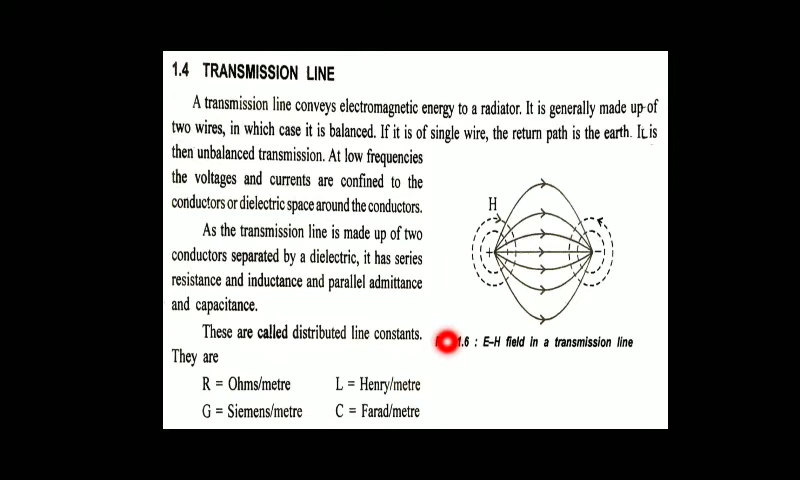 1.4 TRANSMISSION LINE
A transmission line conveys electromagnetic energy to a radiator. It is generally made up of
two wires, in which case it is balanced. If it is of single wire, the return path is the earth. It is
then unbalanced transmission. At low frequencies
the voltages and currents are confined to the
conductors or dielectric space around the conductors.
As the transmission line is made up of two
conductors separated by a dielectric, it has series
resistance and inductance and parallel admittance
and capacitance.
These are called distributed line constants.
They are
R = Ohms/metre L = Henry/metre
G = Siemens/metre C = Farad/metre
H
+ −
1.6 : E–H field in a transmission line